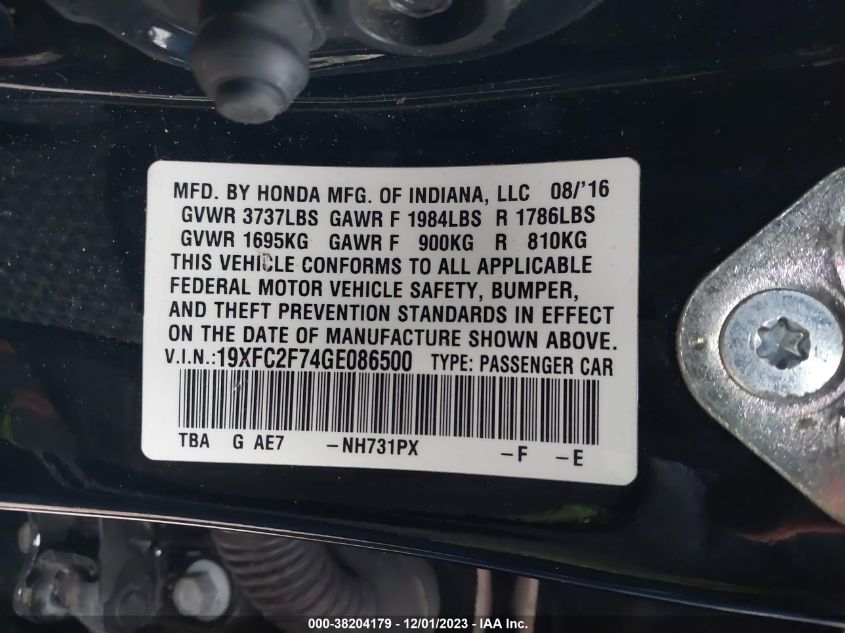 MFD. BY HONDA MFG. OF INDIANA, LLC 08/'16
GVWR 3737LBS GAWR F 1984LBS R 1786LBS
GVWR 1695KG GAWR F 900KG R 810KG
THIS VEHICLE CONFORMS TO ALL APPLICABLE
FEDERAL MOTOR VEHICLE SAFETY, BUMPER,
AND THEFT PREVENTION STANDARDS IN EFFECT
ON THE DATE OF MANUFACTURE SHOWN ABOVE.
V.I.N.:19XFC2F74GE086500 TYPE: PASSENGER CAR
TBA G AE7 -NH731PX -F -E
000-38204179 - 12/01/2023 - IAA Inc.